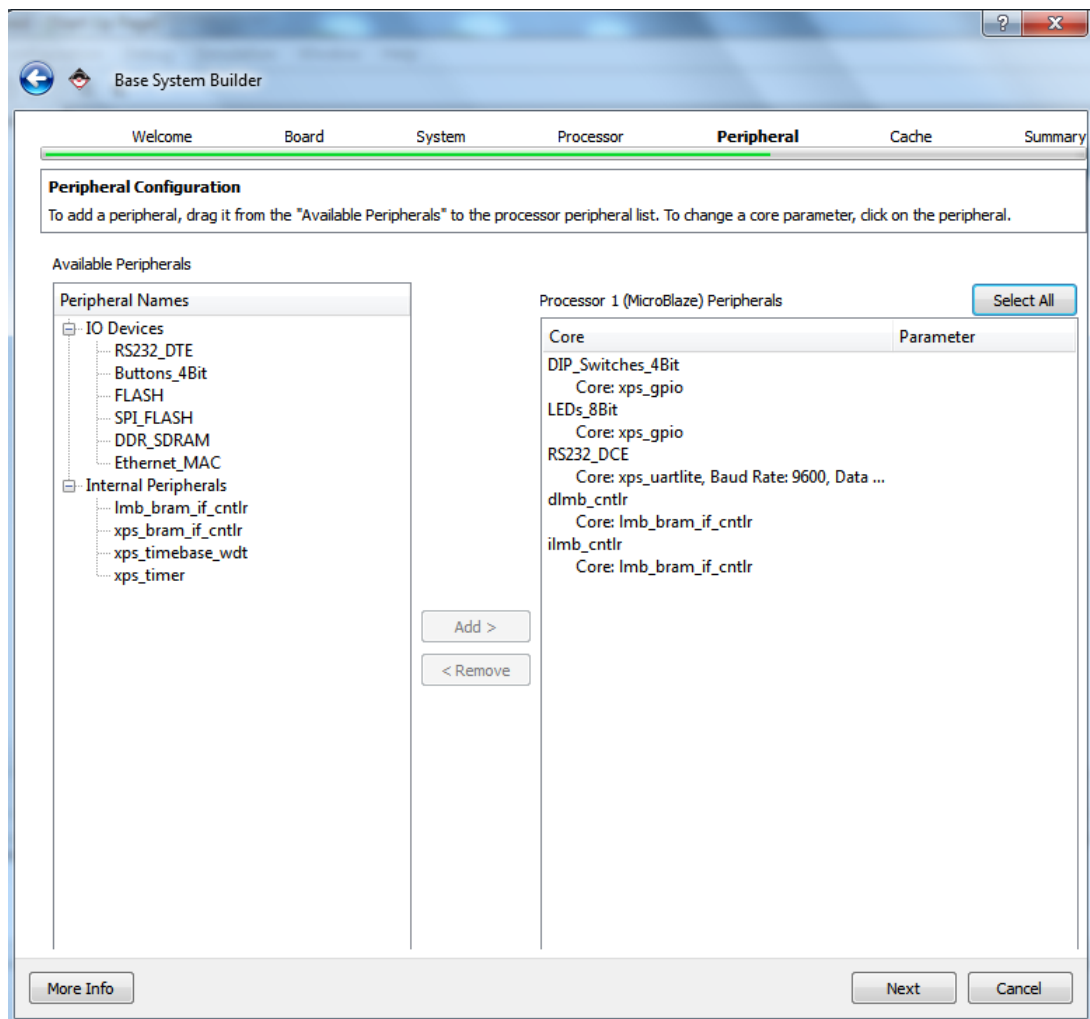 ?
X
Base System Builder
Welcome Board System Processor Peripheral Cache Summary
Peripheral Configuration
To add a peripheral, drag it from the "Available Peripherals" to the processor peripheral list. To change a core parameter, click on the peripheral.
Available Peripherals
Peripheral Names
IO Devices
RS232_DTE
Buttons_4Bit
FLASH
SPI_FLASH
DDR_SDRAM
Ethernet_MAC
Internal Peripherals
lmb_bram_if_cntlr
xps_bram_if_cntlr
xps_timebase_wdt
xps_timer
Add >
< Remove
Processor 1 (MicroBlaze) Peripherals
Select All
Core Parameter
DIP_Switches_4Bit
Core: xps_gpio
LEDs_8Bit
Core: xps_gpio
RS232_DCE
Core: xps_uartlite, Baud Rate: 9600, Data ...
dlmb_cntlr
Core: lmb_bram_if_cntlr
ilmb_cntlr
Core: lmb_bram_if_cntlr
More Info
Next
Cancel